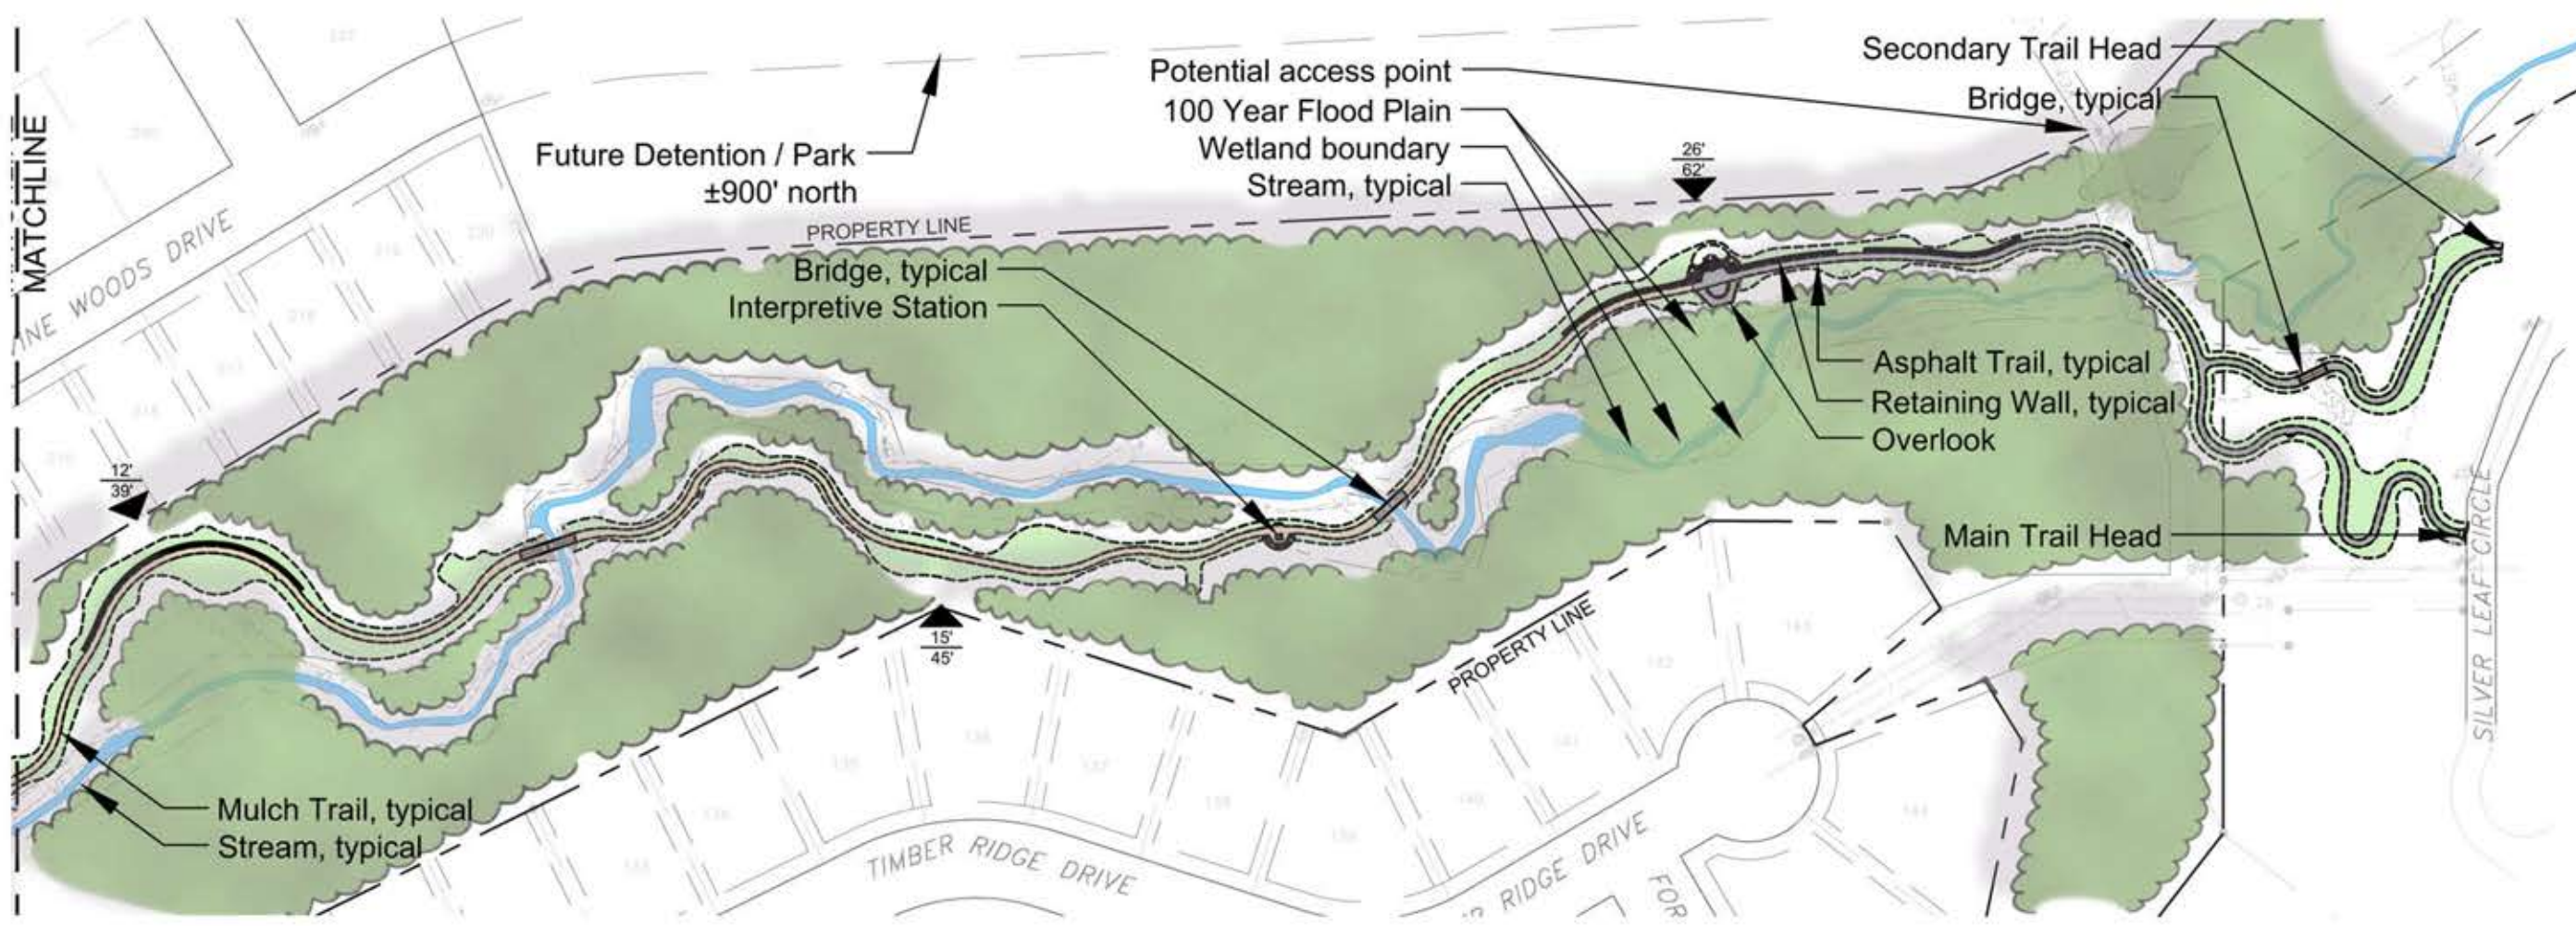 MATCHLINE
INE WOODS DRIVE
Future Detention / Park
±900' north
PROPERTY LINE
Bridge, typical
Interpretive Station
Potential access point
100 Year Flood Plain
Wetland boundary
Stream, typical
Secondary Trail Head
Bridge, typical
26'
62'
Asphalt Trail, typical
Retaining Wall, typical
Overlook
Main Trail Head
12'
39'
15'
45'
PROPERTY LINE
SILVER LEAF CIRCLE
Mulch Trail, typical
Stream, typical
TIMBER RIDGE DRIVE
RIDGE DRIVE
FOR